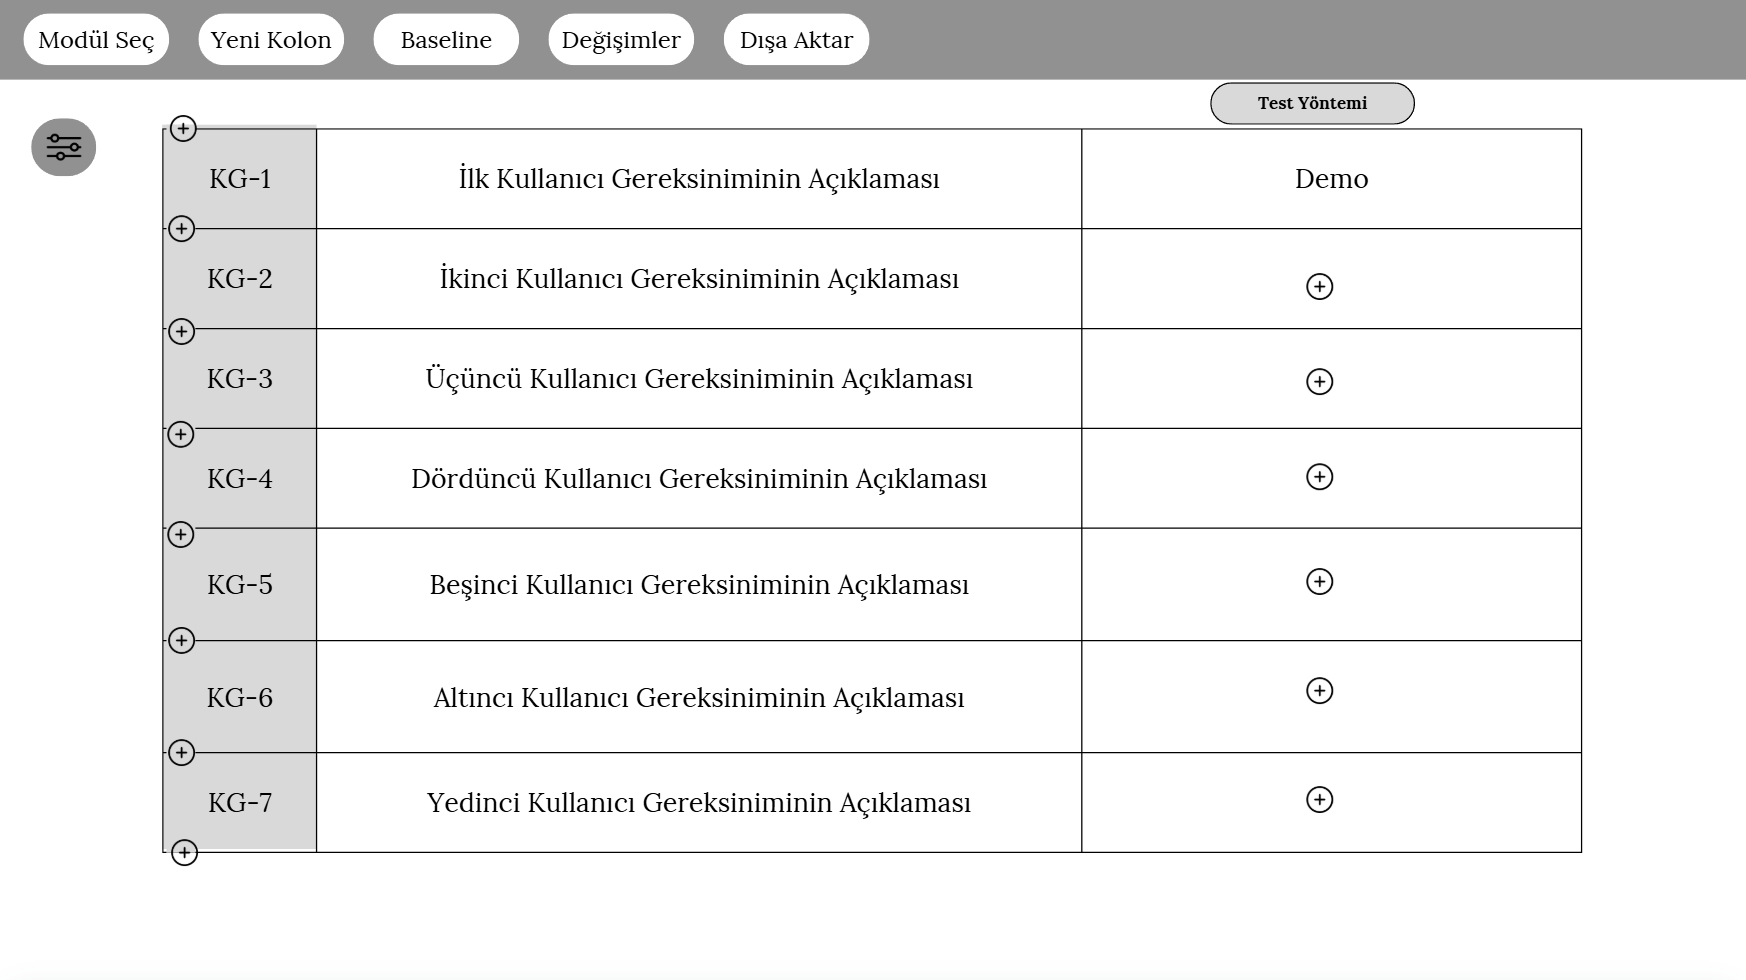 Modül Seç
Yeni Kolon
Baseline
Değişimler
Dışa Aktar
Test Yöntemi
KG-1 İlk Kullanıcı Gereksiniminin Açıklaması Demo
KG-2 İkinci Kullanıcı Gereksiniminin Açıklaması
KG-3 Üçüncü Kullanıcı Gereksiniminin Açıklaması
KG-4 Dördüncü Kullanıcı Gereksiniminin Açıklaması
KG-5 Beşinci Kullanıcı Gereksiniminin Açıklaması
KG-6 Altıncı Kullanıcı Gereksiniminin Açıklaması
KG-7 Yedinci Kullanıcı Gereksiniminin Açıklaması